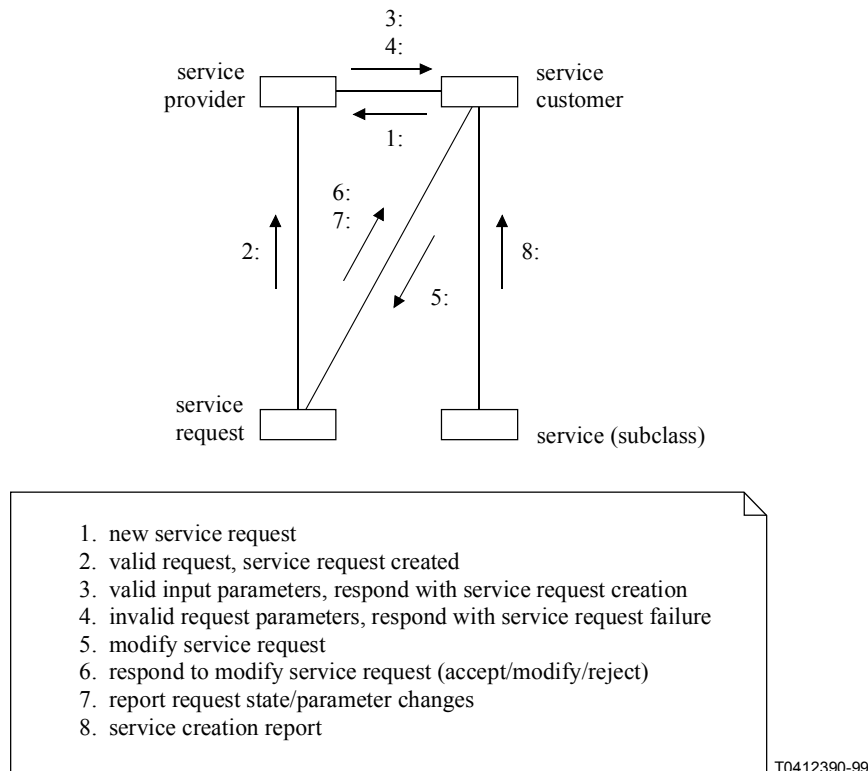 3:
4:
service
provider
service
customer
1:
6:
7:
2:
8:
5:
service
request
service (subclass)
1. new service request
2. valid request, service request created
3. valid input parameters, respond with service request creation
4. invalid request parameters, respond with service request failure
5. modify service request
6. respond to modify service request (accept/modify/reject)
7. report request state/parameter changes
8. service creation report
T0412390-99